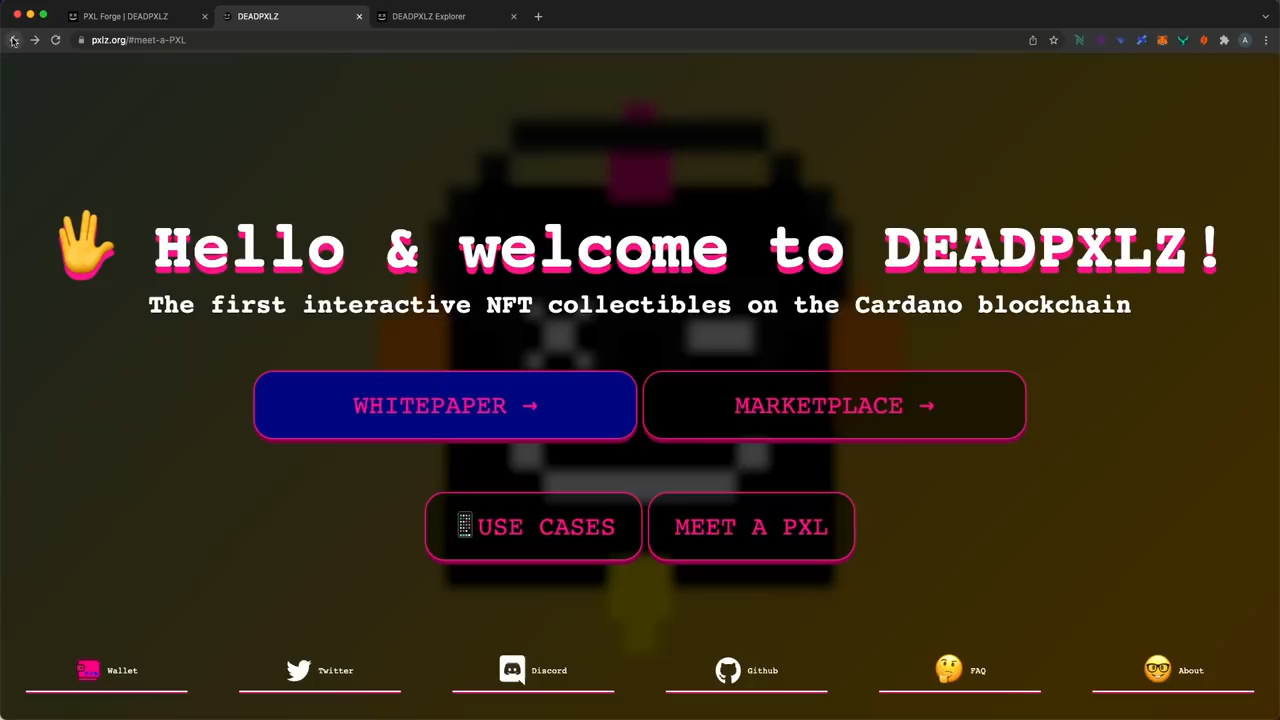 PXL Forge | DEADPXLZ
DEADPXLZ
DEADPXLZ Explorer
pxlz.org/#meet-a-PXL
A
🖖 Hello & welcome to DEADPXLZ!
The first interactive NFT collectibles on the Cardano blockchain
WHITEPAPER →
MARKETPLACE →
📱USE CASES
MEET A PXL
Wallet
Twitter
Discord
Github
🤔 FAQ
🤓 About